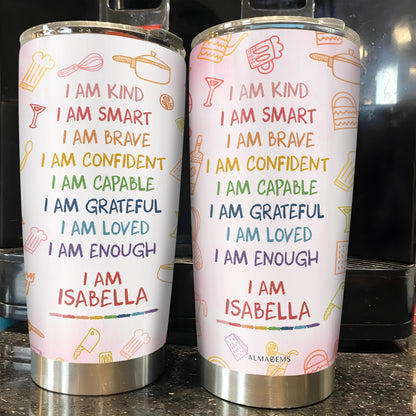 I AM KIND
I AM SMART
I AM BRAVE
I AM CONFIDENT
I AM CAPABLE
I AM GRATEFUL
I AM LOVED
I AM ENOUGH
I AM
ISABELLA
I AM KIND
I AM SMART
I AM BRAVE
I AM CONFIDENT
I AM CAPABLE
I AM GRATEFUL
I AM LOVED
I AM ENOUGH
I AM
ISABELLA
ALMAGEMS